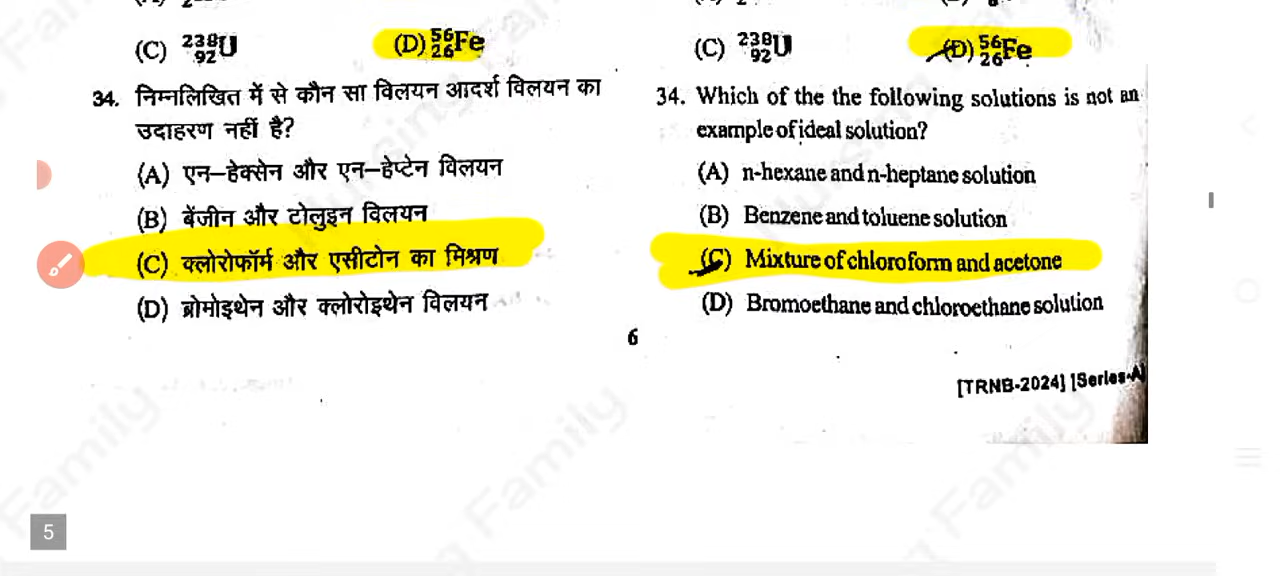 (C) ²³⁸₉₂U
(D) ⁵⁶₂₆Fe
34. निम्नलिखित में से कौन सा विलयन आदर्श विलयन का
उदाहरण नहीं है?
(A) एन–हेक्सेन और एन–हेप्टेन विलयन
(B) बेंजीन और टोलुइन विलयन
(C) क्लोरोफॉर्म और एसीटोन का मिश्रण
(D) ब्रोमोइथेन और क्लोरोइथेन विलयन
(C) ²³⁸₉₂U
(D) ⁵⁶₂₆Fe
34. Which of the the following solutions is not an
example of ideal solution?
(A) n-hexane and n-heptane solution
(B) Benzene and toluene solution
(C) Mixture of chloroform and acetone
(D) Bromoethane and chloroethane solution
6
[TRNB-2024] [Series-A]
Family
Family
Family
5